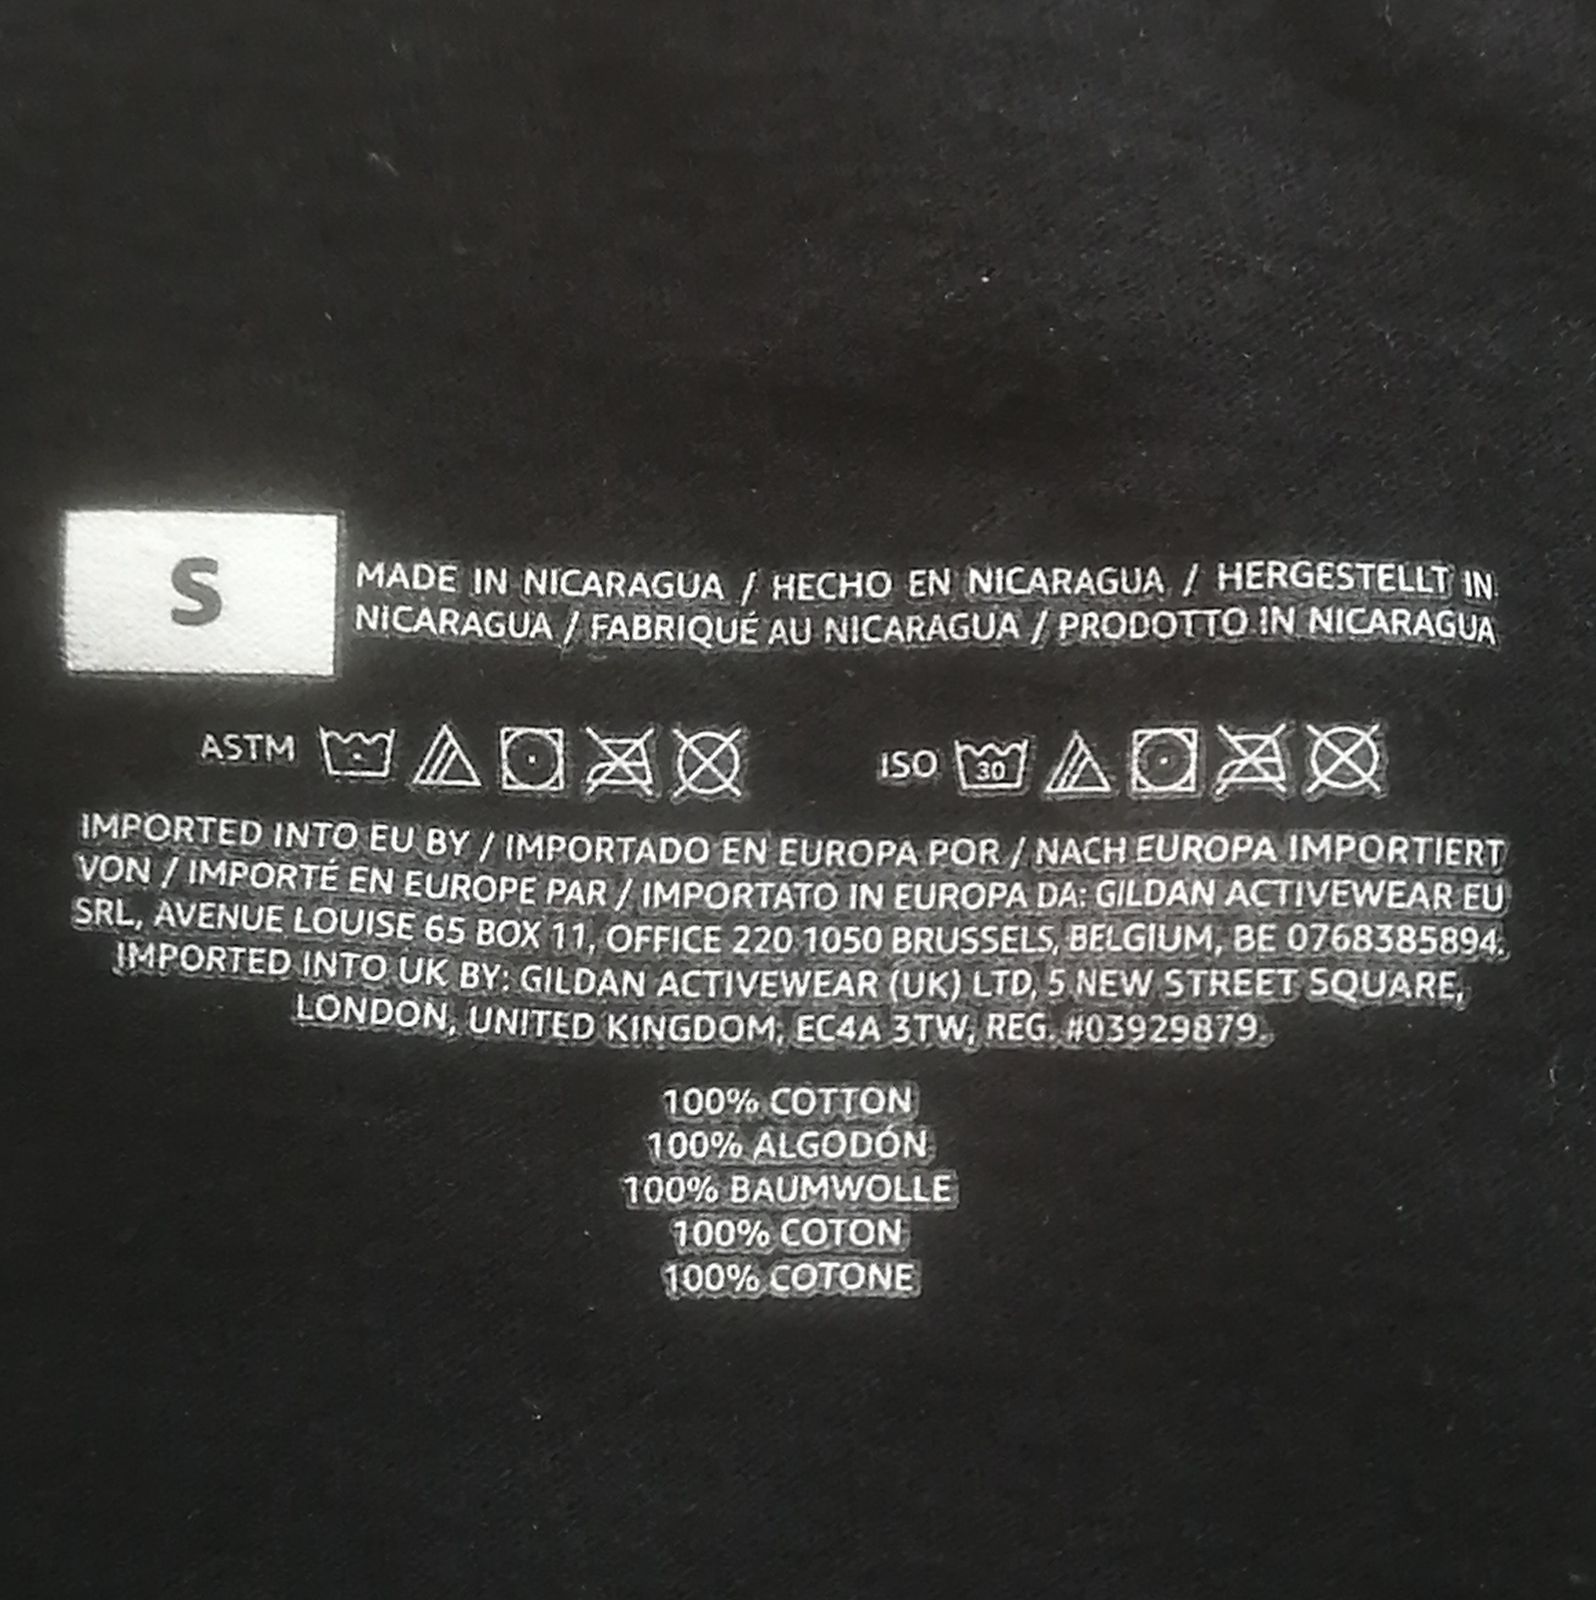 S
MADE IN NICARAGUA / HECHO EN NICARAGUA / HERGESTELLT IN
NICARAGUA / FABRIQUÉ AU NICARAGUA / PRODOTTO IN NICARAGUA
ASTM
ISO 30
IMPORTED INTO EU BY / IMPORTADO EN EUROPA POR / NACH EUROPA IMPORTIERT
VON / IMPORTÉ EN EUROPE PAR / IMPORTATO IN EUROPA DA: GILDAN ACTIVEWEAR EU
SRL, AVENUE LOUISE 65 BOX 11, OFFICE 220 1050 BRUSSELS, BELGIUM, BE 0768385894.
IMPORTED INTO UK BY: GILDAN ACTIVEWEAR (UK) LTD, 5 NEW STREET SQUARE,
LONDON, UNITED KINGDOM, EC4A 3TW, REG. #03929879.
100% COTTON
100% ALGODÓN
100% BAUMWOLLE
100% COTON
100% COTONE